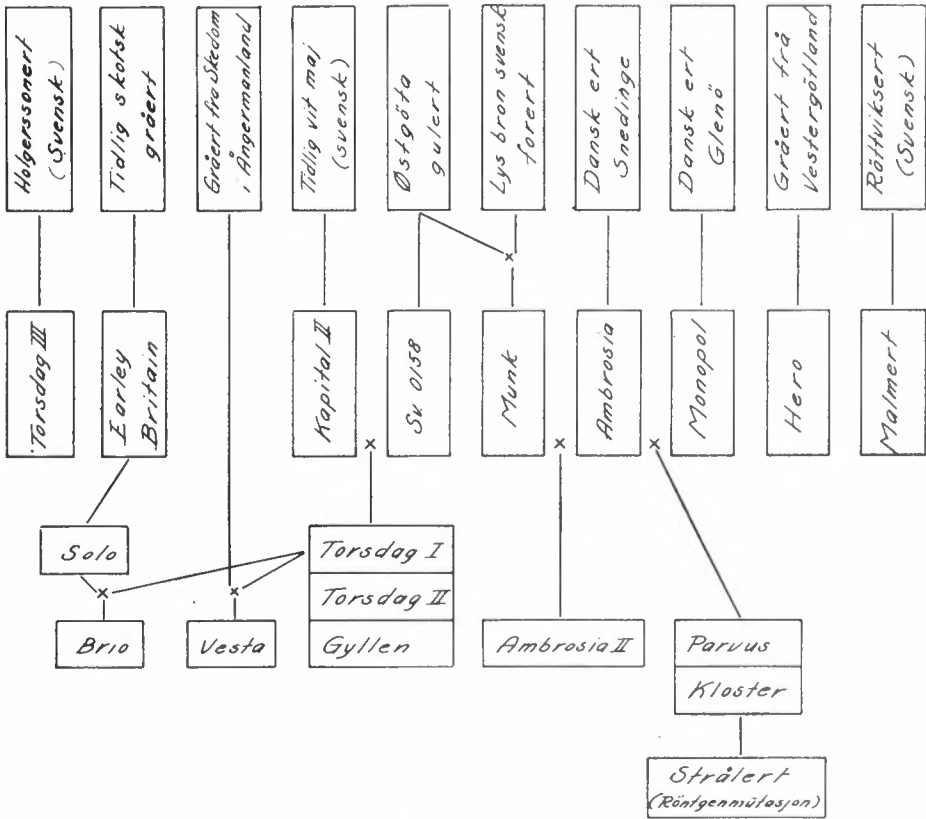 Holgerssonert
(Svensk)
Tidlig skotsk
gråert
Gråert fra Skedom
i Ångermanland
Tidlig vit maj
(svensk)
Østgöta
gulert
Lys bron svensk
forert
Dansk ert
Snedinge
Dansk ert
Glenö
Gråert frå
Vestergötland
Rättviksert
(Svensk)
x
Torsdag III
Earley
Britain
Kapital II
x
Sv 0158
Munk
x
Ambrosia
x
Monopol
Hero
Malmert
Solo
Torsdag I
x
x
Torsdag II
Brio
Vesta
Gyllen
Ambrosia II
Parvus
Kloster
Strålert
(Röntgenmutasjon)